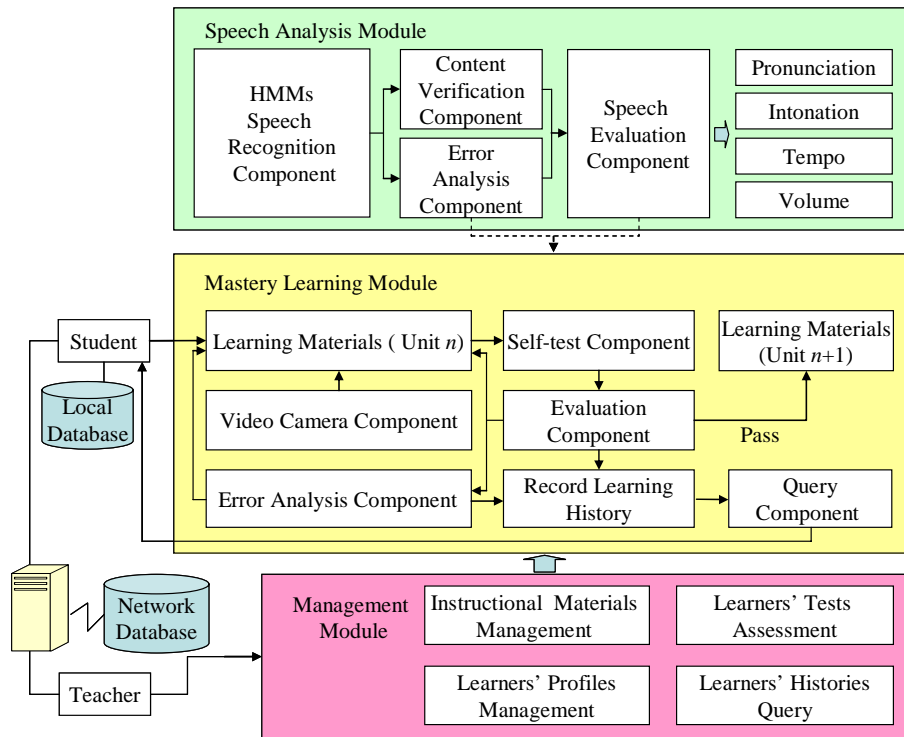 Speech Analysis Module
HMMs
Speech
Recognition
Component
Content
Verification
Component
Error
Analysis
Component
Speech
Evaluation
Component
Pronunciation
Intonation
Tempo
Volume
Mastery Learning Module
Student
Local
Database
Learning Materials ( Unit n)
Self-test Component
Learning Materials
(Unit n+1)
Video Camera Component
Evaluation
Component
Pass
Error Analysis Component
Record Learning
History
Query
Component
Network
Database
Teacher
Management
Module
Instructional Materials
Management
Learners’ Tests
Assessment
Learners’ Profiles
Management
Learners’ Histories
Query